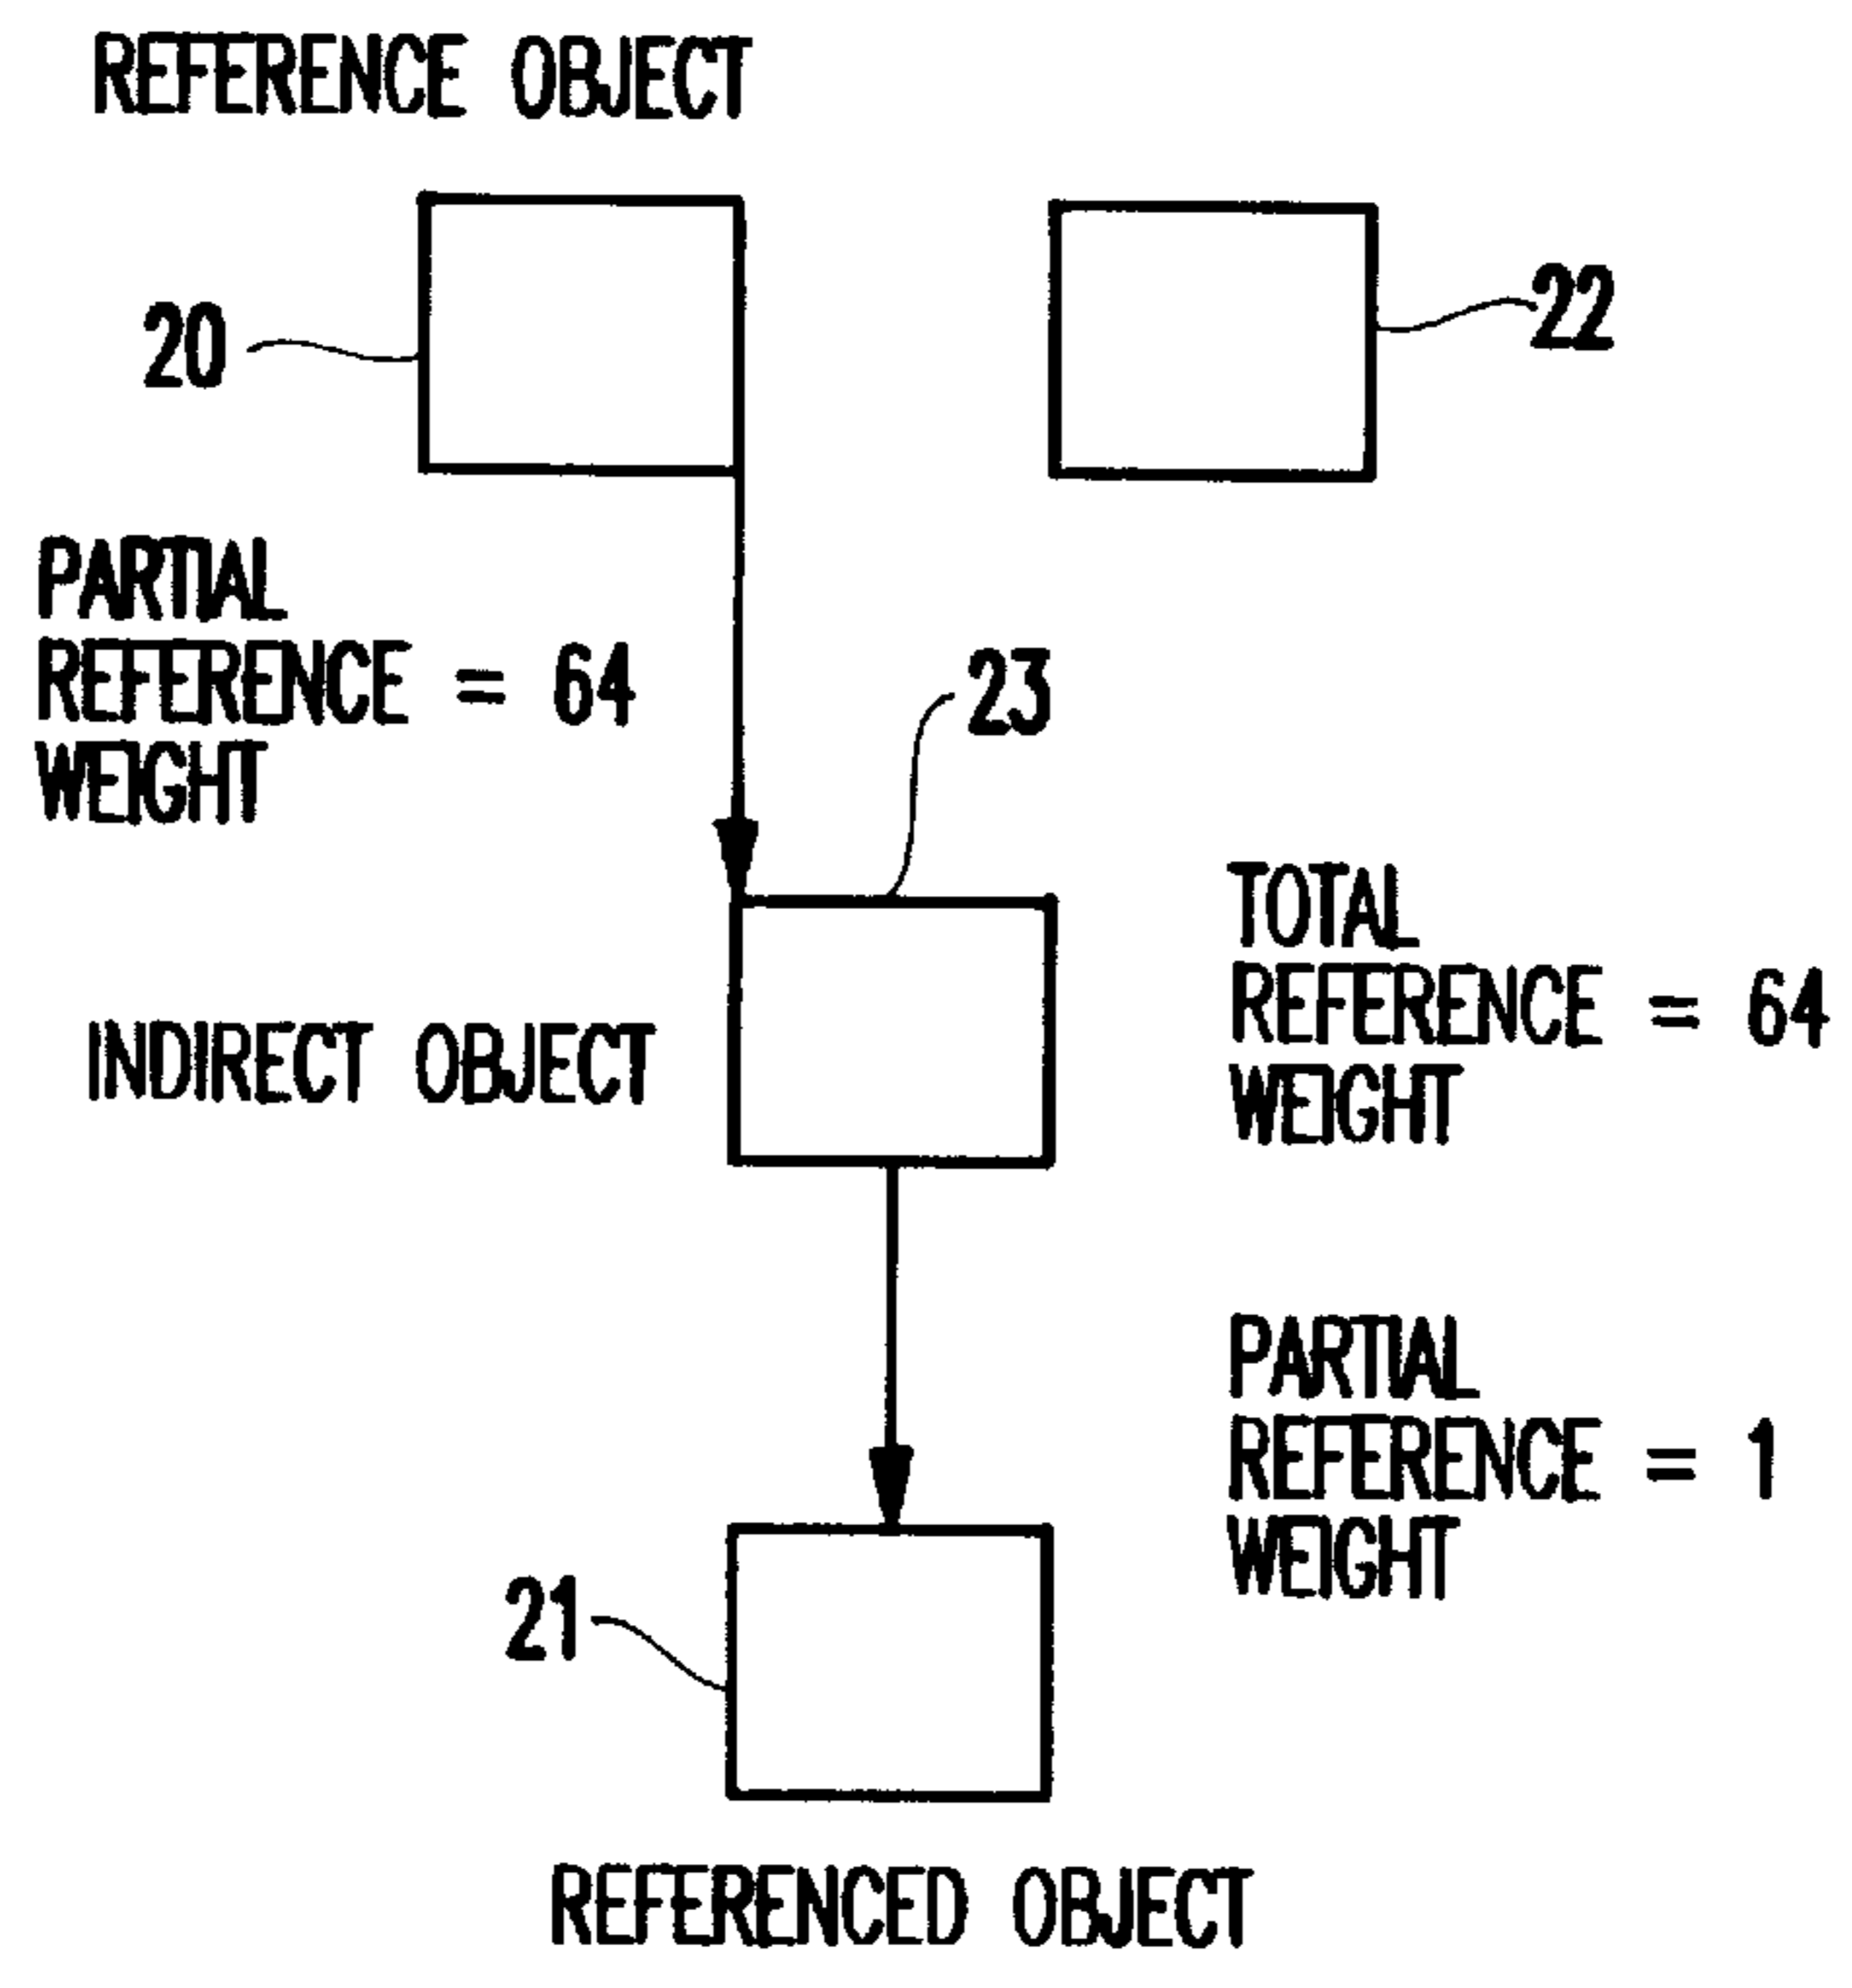 REFERENCE OBJECT
20
22
PARTIAL
REFERENCE = 64
WEIGHT
23
TOTAL
REFERENCE = 64
WEIGHT
INDIRECT OBJECT
PARTIAL
REFERENCE = 1
WEIGHT
21
REFERENCED OBJECT